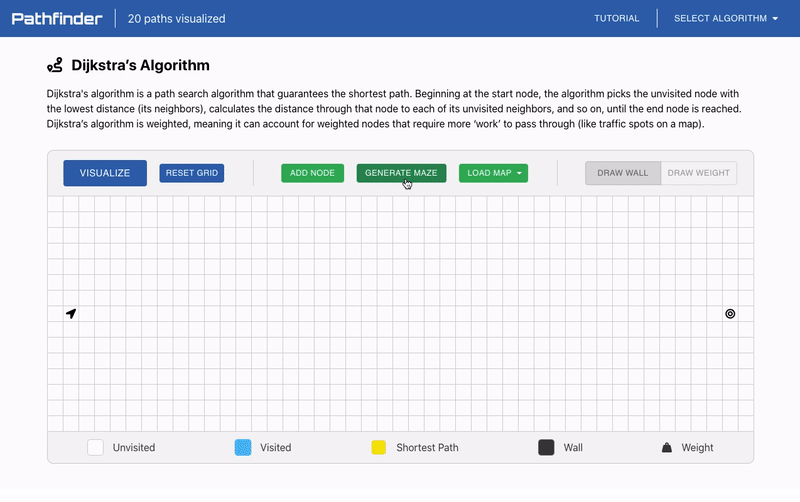 Pathfinder
20 paths visualized
TUTORIAL
SELECT ALGORITHM
Dijkstra’s Algorithm
Dijkstra's algorithm is a path search algorithm that guarantees the shortest path. Beginning at the start node, the algorithm picks the unvisited node with
the lowest distance (its neighbors), calculates the distance through that node to each of its unvisited neighbors, and so on, until the end node is reached.
Dijkstra’s algorithm is weighted, meaning it can account for weighted nodes that require more ‘work’ to pass through (like traffic spots on a map).
VISUALIZE
RESET GRID
ADD NODE
GENERATE MAZE
LOAD MAP
DRAW WALL
DRAW WEIGHT
Unvisited
Visited
Shortest Path
Wall
Weight